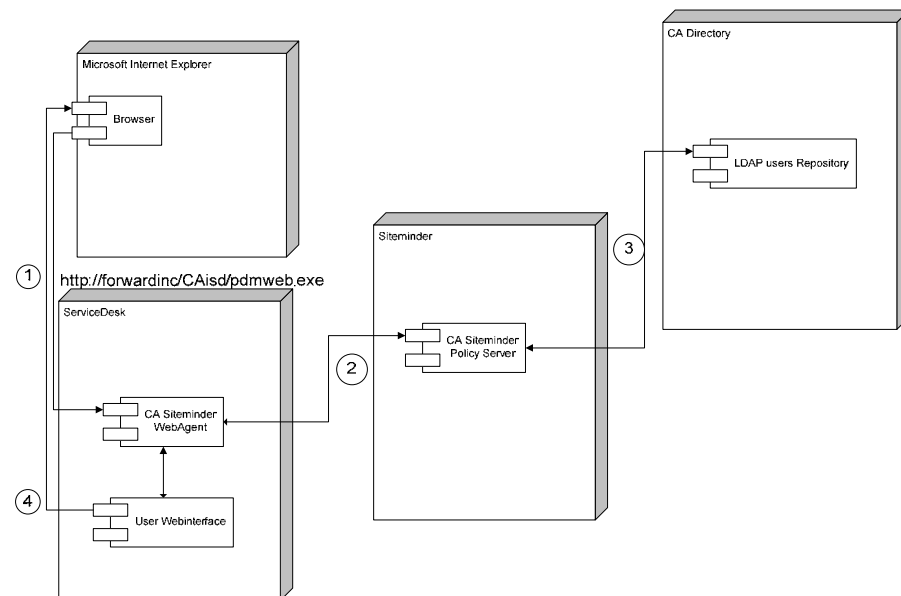 CA Directory
Microsoft Internet Explorer
Browser
LDAP users Repository
Siteminder
3
1
http://forwardinc/CAisd/pdmweb.exe
ServiceDesk
CA Siteminder
Policy Server
2
CA Siteminder
WebAgent
4
User Webinterface